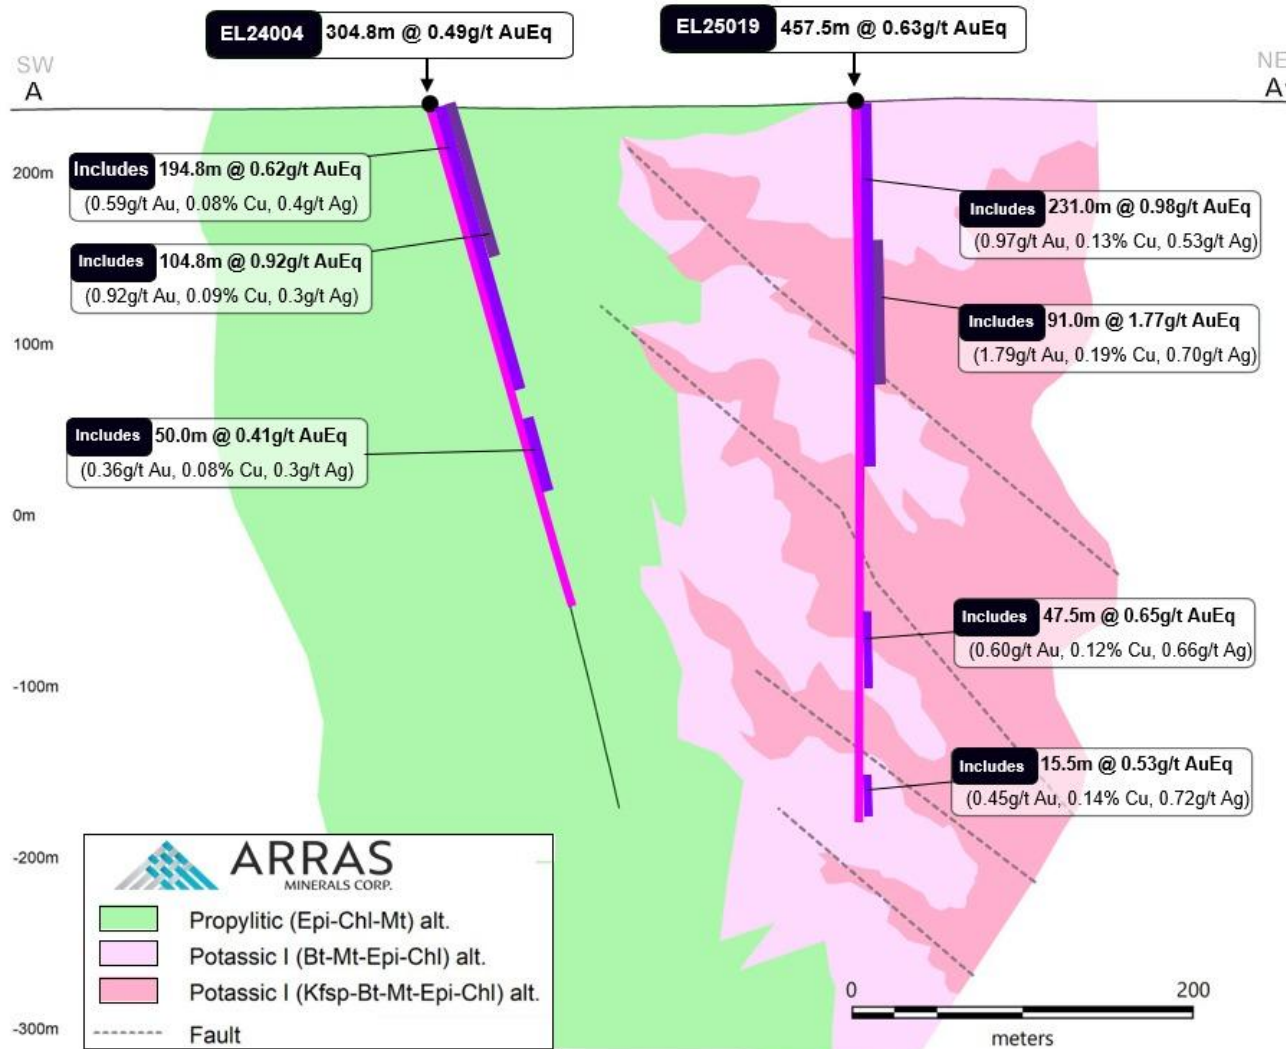 EL24004 304.8m @ 0.49g/t AuEq
EL25019 457.5m @ 0.63g/t AuEq
SW
A
NE
A'
200m
100m
0m
-100m
-200m
-300m
Includes 194.8m @ 0.62g/t AuEq
(0.59g/t Au, 0.08% Cu, 0.4g/t Ag)
Includes 104.8m @ 0.92g/t AuEq
(0.92g/t Au, 0.09% Cu, 0.3g/t Ag)
Includes 50.0m @ 0.41g/t AuEq
(0.36g/t Au, 0.08% Cu, 0.3g/t Ag)
Includes 231.0m @ 0.98g/t AuEq
(0.97g/t Au, 0.13% Cu, 0.53g/t Ag)
Includes 91.0m @ 1.77g/t AuEq
(1.79g/t Au, 0.19% Cu, 0.70g/t Ag)
Includes 47.5m @ 0.65g/t AuEq
(0.60g/t Au, 0.12% Cu, 0.66g/t Ag)
Includes 15.5m @ 0.53g/t AuEq
(0.45g/t Au, 0.14% Cu, 0.72g/t Ag)
ARRAS
MINERALS CORP.
Propylitic (Epi-Chl-Mt) alt.
Potassic I (Bt-Mt-Epi-Chl) alt.
Potassic I (Kfsp-Bt-Mt-Epi-Chl) alt.
Fault
0 200
meters